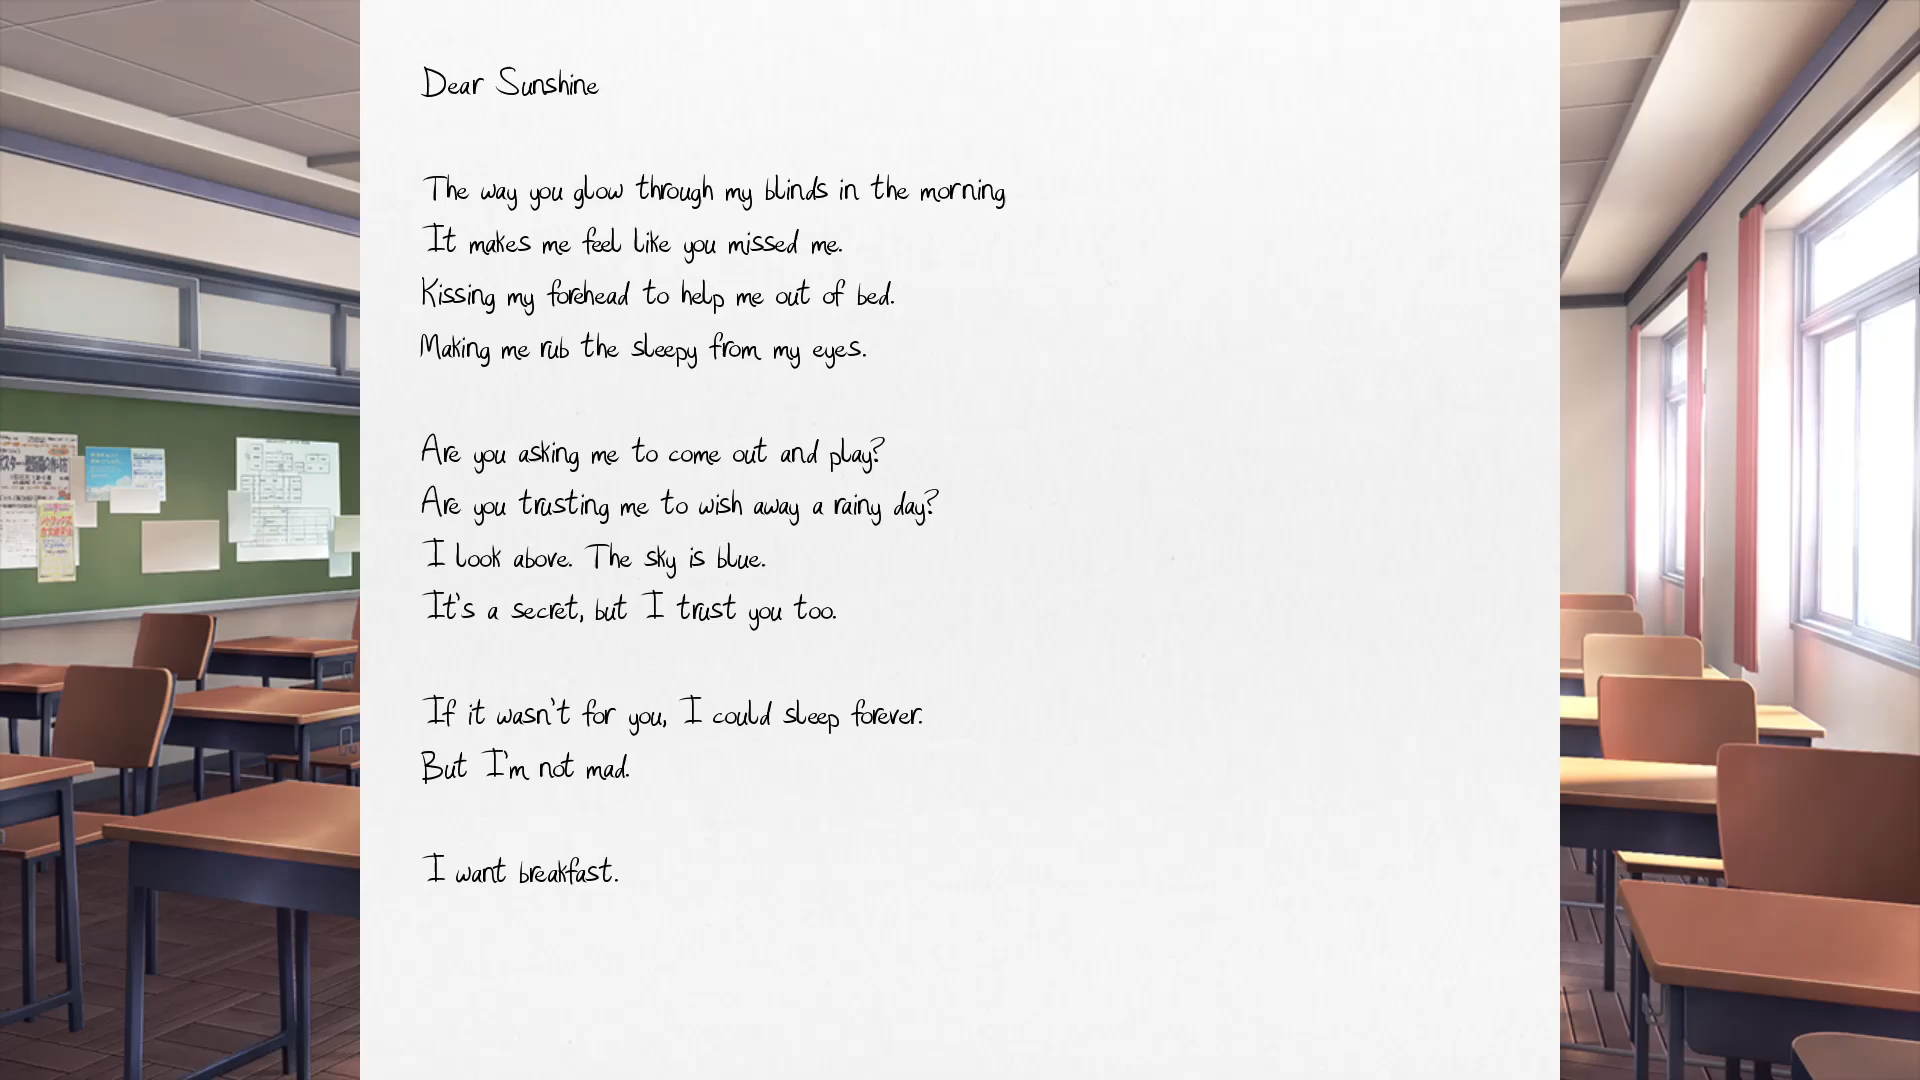 Dear Sunshine
The way you glow through my blinds in the morning
It makes me feel like you missed me.
Kissing my forehead to help me out of bed.
Making me rub the sleepy from my eyes.
Are you asking me to come out and play?
Are you trusting me to wish away a rainy day?
I look above. The sky is blue.
It's a secret, but I trust you too.
If it wasn't for you, I could sleep forever.
But I'm not mad.
I want breakfast.